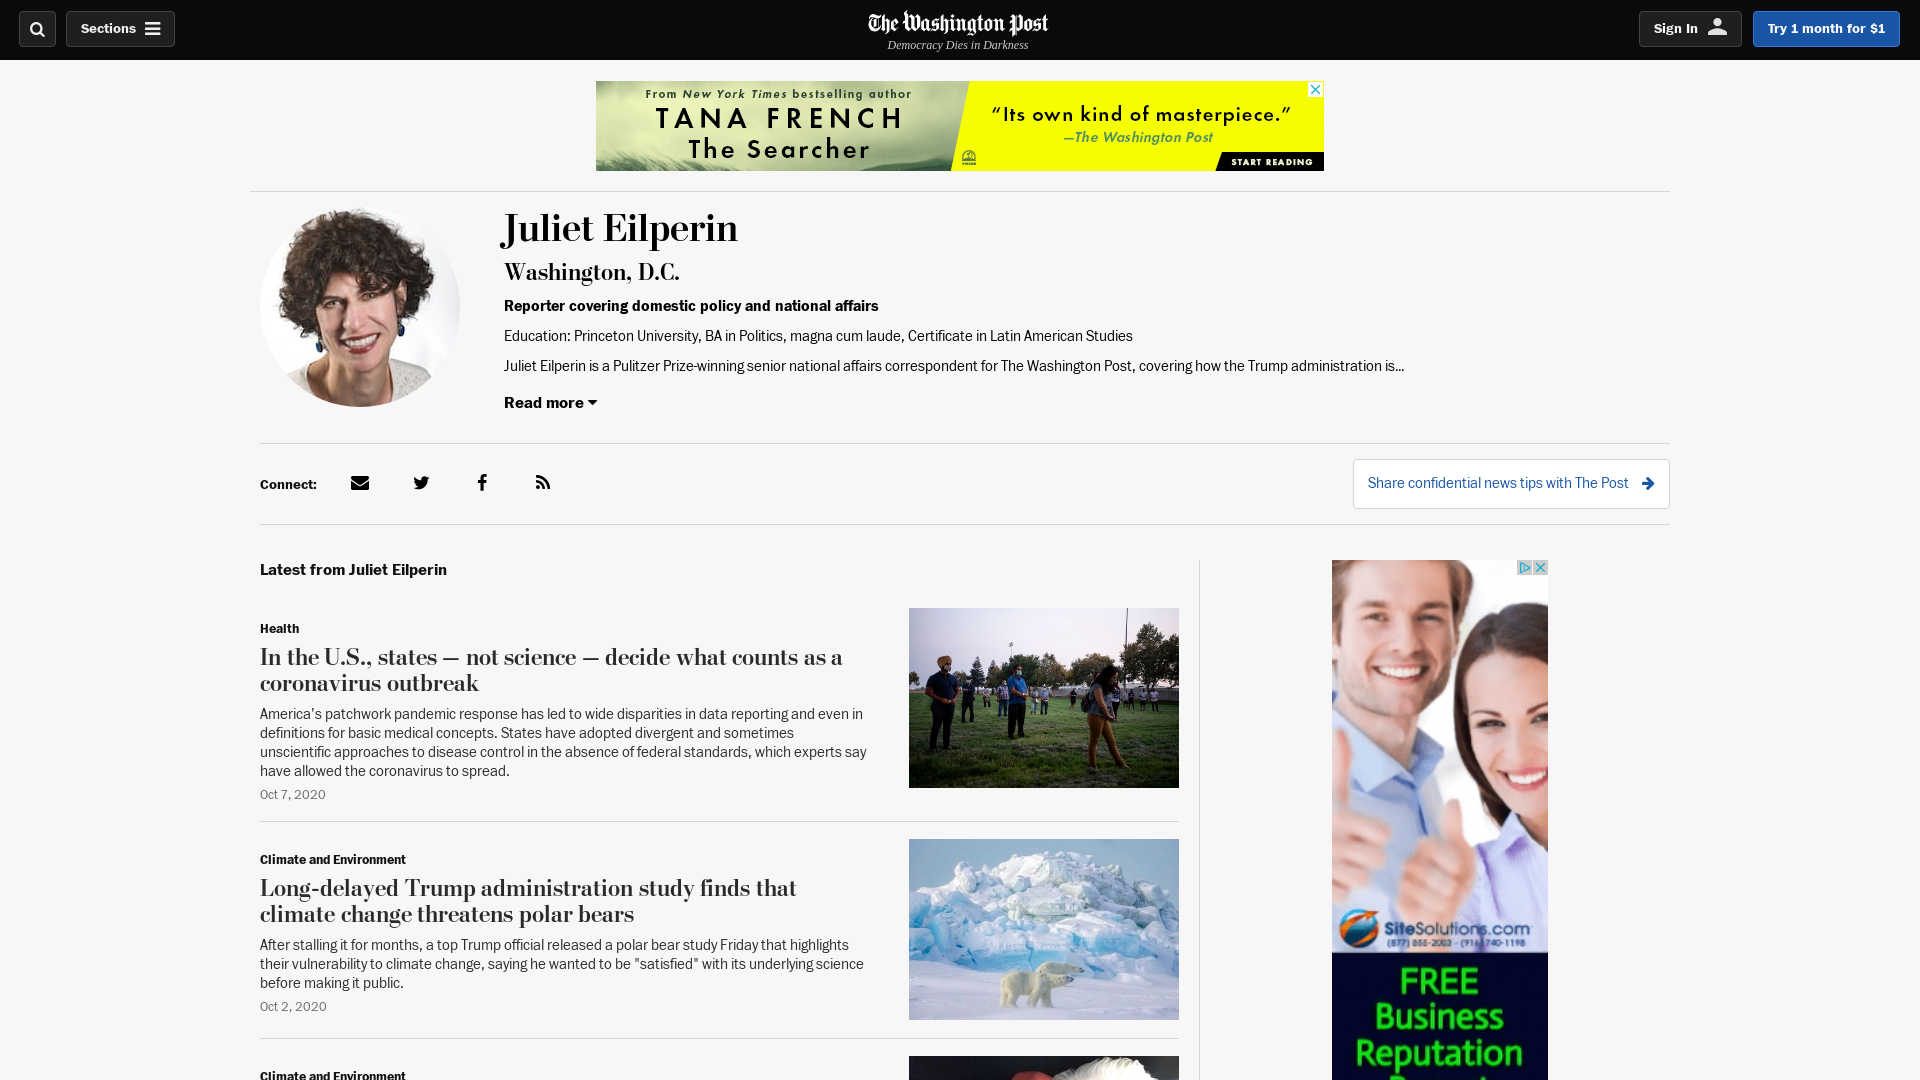 Sections
The Washington Post
Democracy Dies in Darkness
Sign In
Try 1 month for $1
From New York Times bestselling author
TANA FRENCH
The Searcher
“Its own kind of masterpiece.”
—The Washington Post
START READING
Juliet Eilperin
Washington, D.C.
Reporter covering domestic policy and national affairs
Education: Princeton University, BA in Politics, magna cum laude, Certificate in Latin American Studies
Juliet Eilperin is a Pulitzer Prize-winning senior national affairs correspondent for The Washington Post, covering how the Trump administration is...
Read more
Connect:
Share confidential news tips with The Post
Latest from Juliet Eilperin
Health
In the U.S., states — not science — decide what counts as a
coronavirus outbreak
America’s patchwork pandemic response has led to wide disparities in data reporting and even in
definitions for basic medical concepts. States have adopted divergent and sometimes
unscientific approaches to disease control in the absence of federal standards, which experts say
have allowed the coronavirus to spread.
Oct 7, 2020
Climate and Environment
Long-delayed Trump administration study finds that
climate change threatens polar bears
After stalling it for months, a top Trump official released a polar bear study Friday that highlights
their vulnerability to climate change, saying he wanted to be "satisfied" with its underlying science
before making it public.
Oct 2, 2020
Climate and Environment
SiteSolutions.com
FREE
Business
Reputation